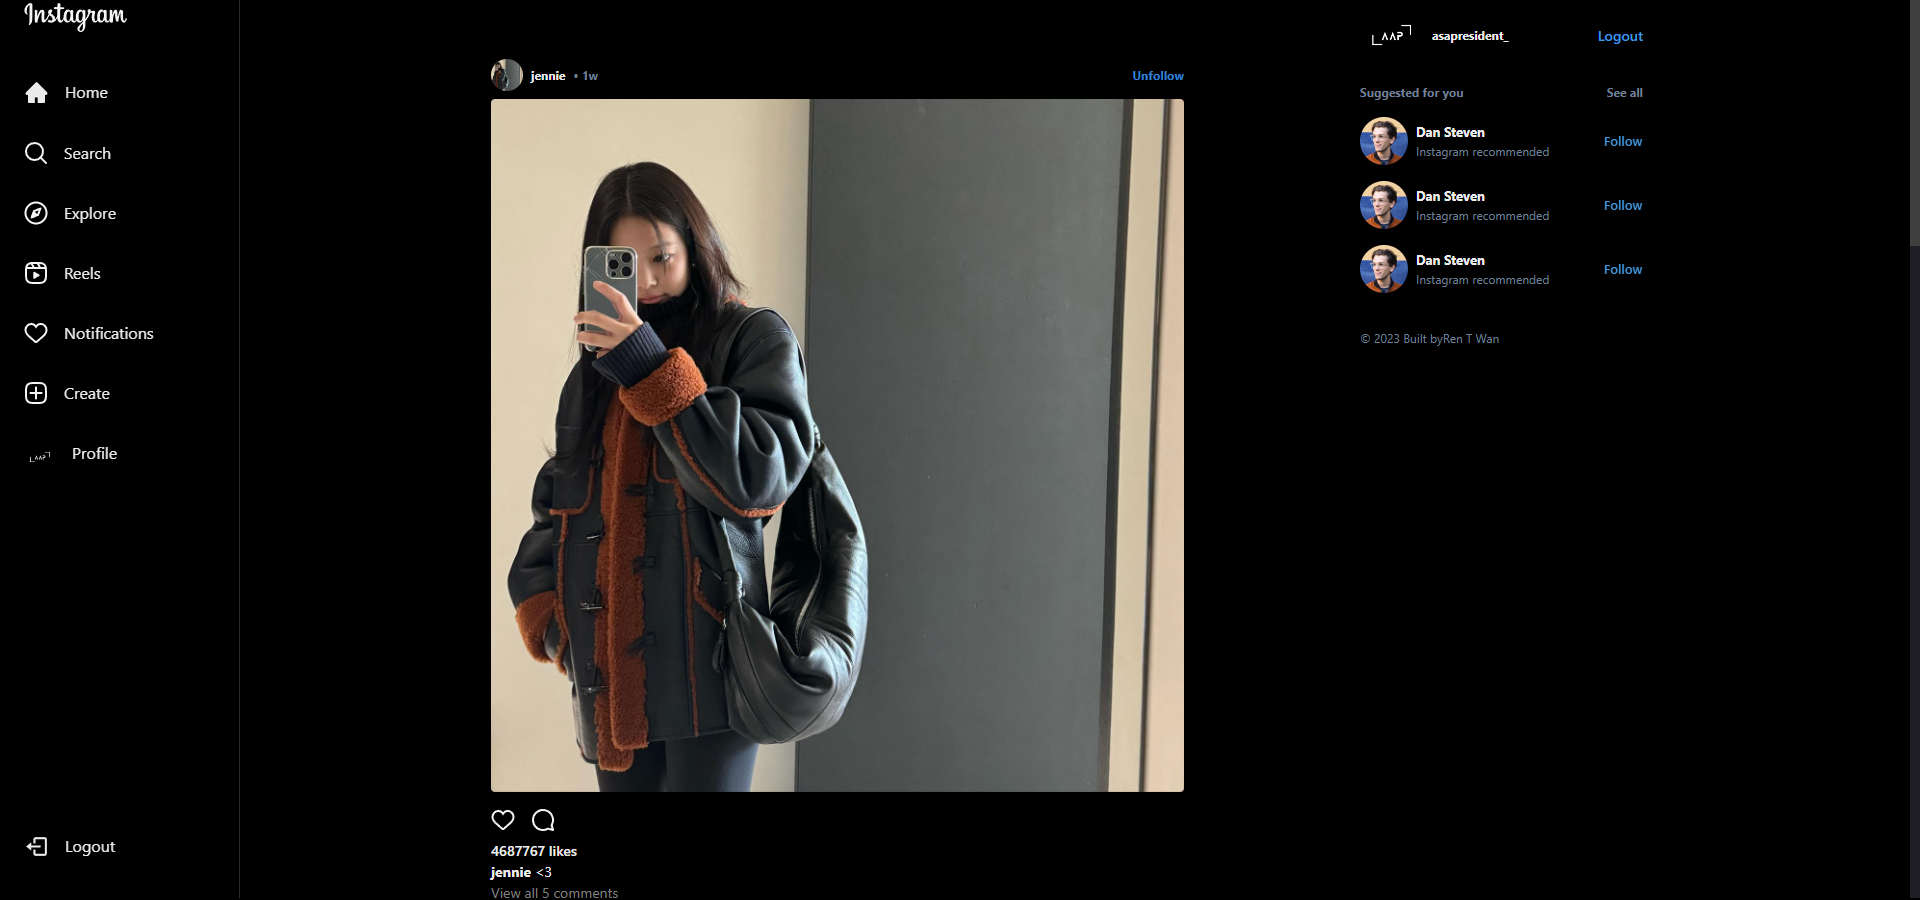 Instagram
Home
Search
Explore
Reels
Notifications
Create
Profile
Logout
jennie • 1w
Unfollow
4687767 likes
jennie <3
View all 5 comments
LAAP
asapresident_
Logout
Suggested for you
See all
Dan Steven
Instagram recommended
Follow
Dan Steven
Instagram recommended
Follow
Dan Steven
Instagram recommended
Follow
© 2023 Built byRen T Wan